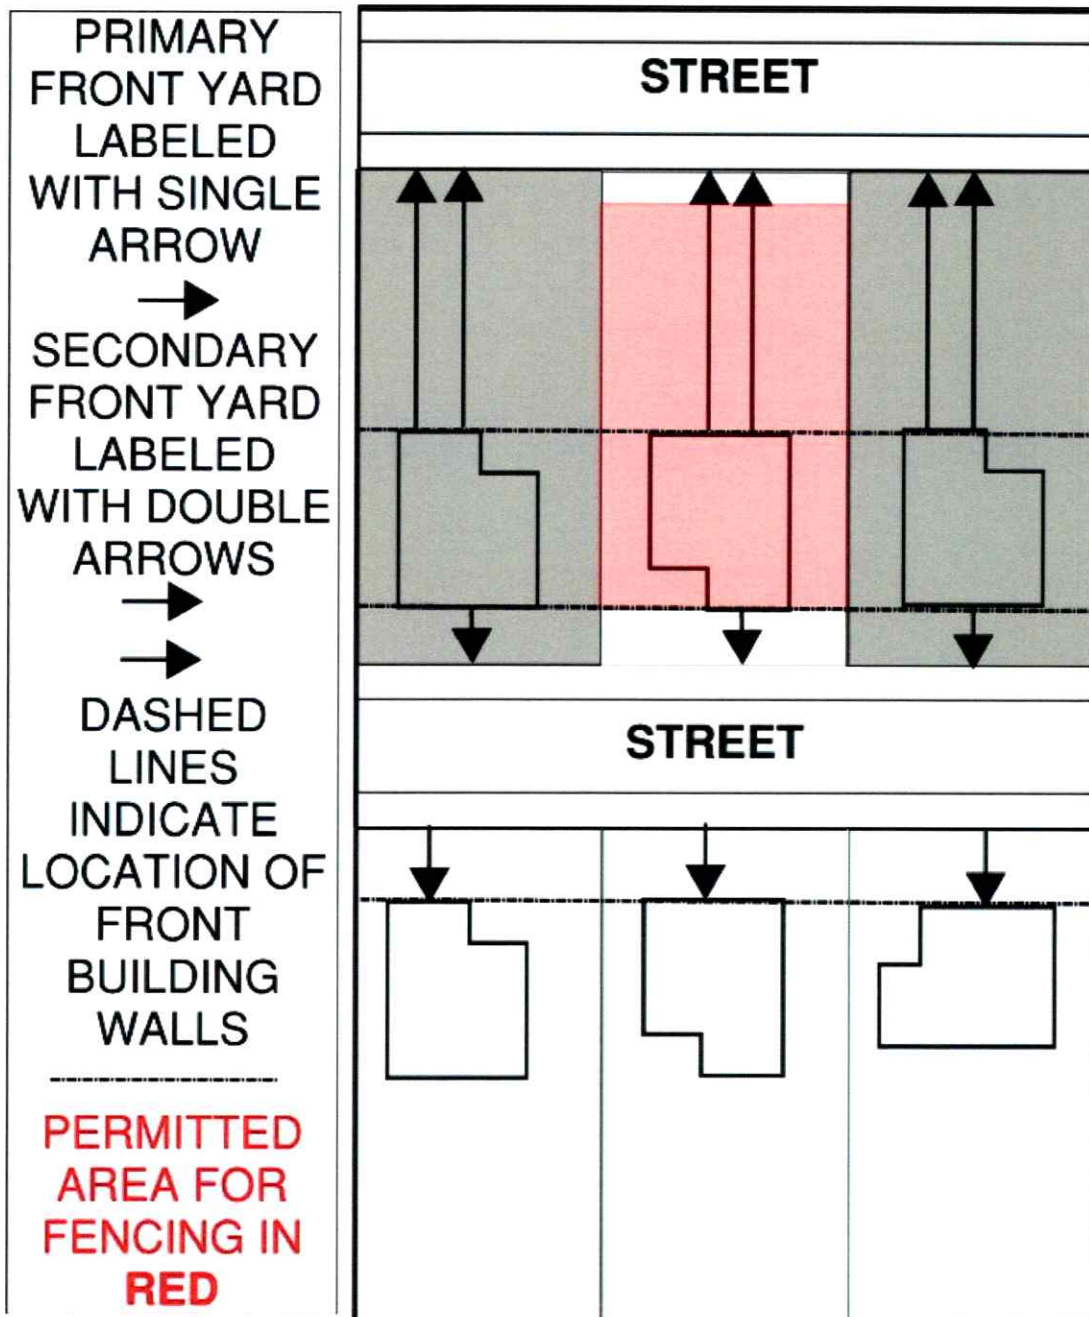 PRIMARY
FRONT YARD
LABELED
WITH SINGLE
ARROW
SECONDARY
FRONT YARD
LABELED
WITH DOUBLE
ARROWS
DASHED
LINES
INDICATE
LOCATION OF
FRONT
BUILDING
WALLS
PERMITTED
AREA FOR
FENCING IN
RED
STREET
STREET